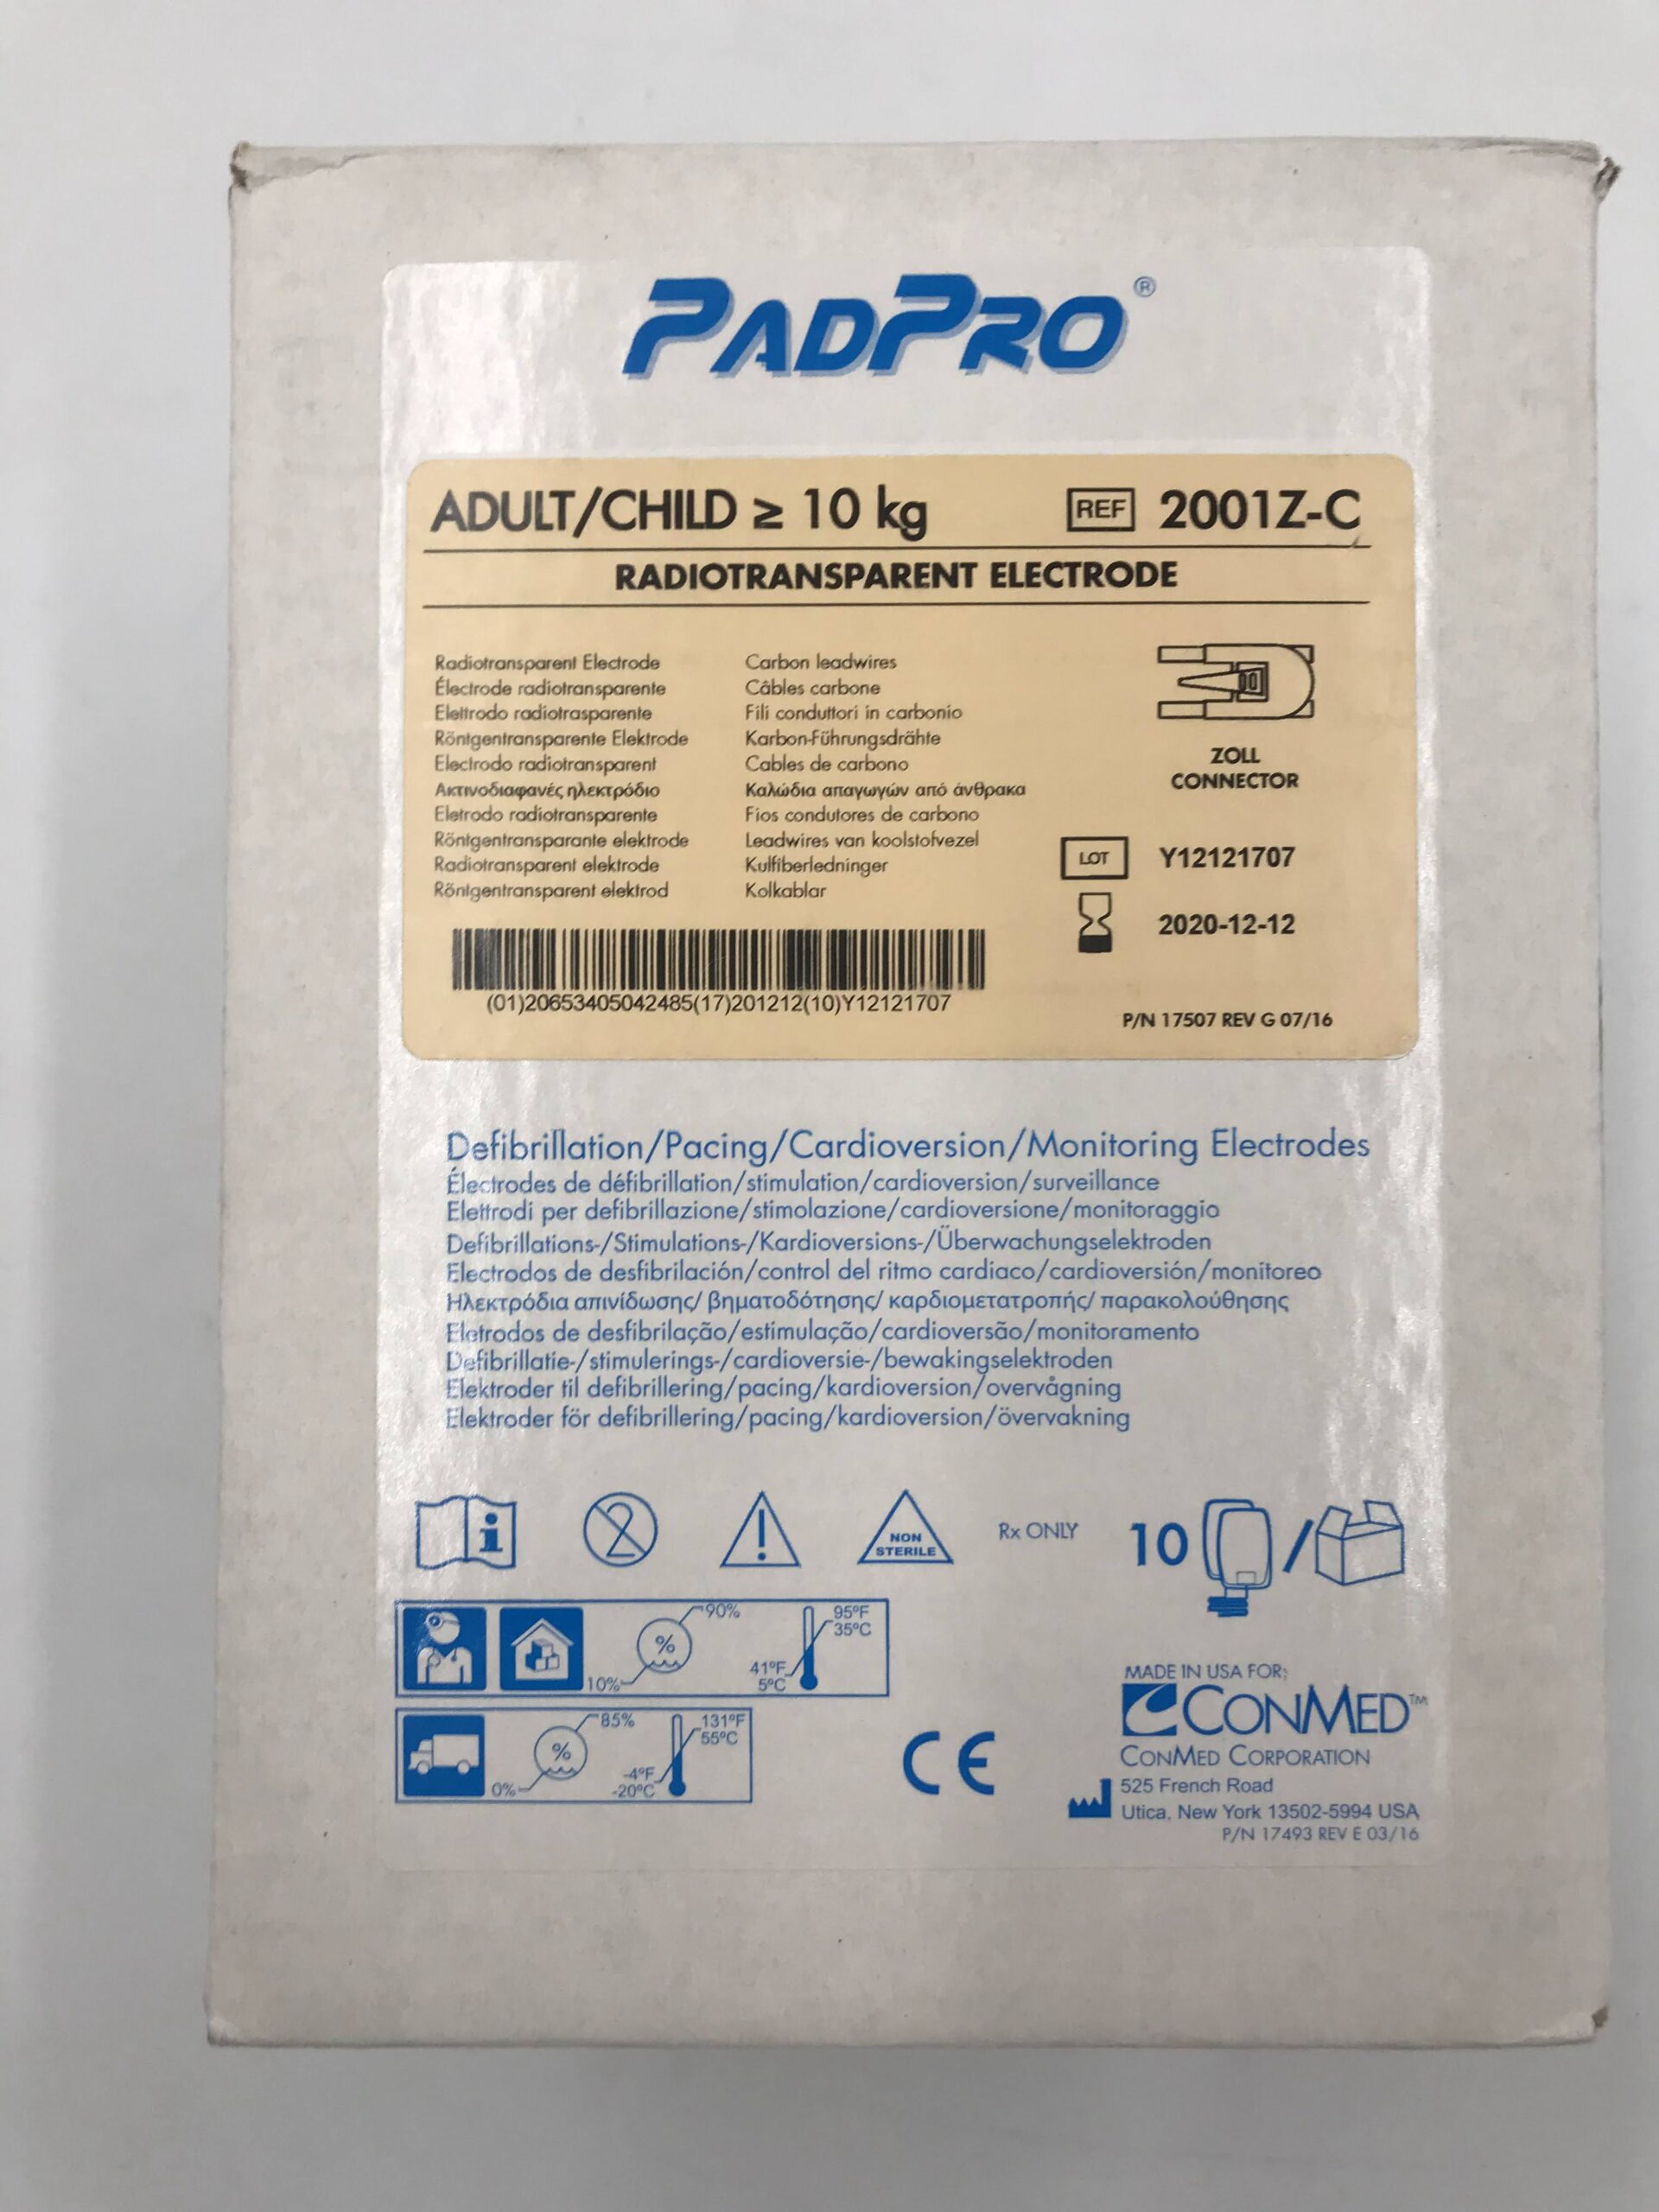 PADPRO®
ADULT/CHILD ≥ 10 kg
REF 2001Z-C
RADIOTRANSPARENT ELECTRODE
Radiotransparent Electrode
Électrode radiotransparente
Elettrodo radiotrasparente
Röntgentransparente Elektrode
Electrodo radiotransparent
Ακτινοδιαφανές ηλεκτρόδιο
Eletrodo radiotransparente
Röntgentransparante elektrode
Radiotransparent elektrode
Röntgentransparent elektrod
Carbon leadwires
Câbles carbone
Fili conduttori in carbonio
Karbon-Führungsdrähte
Cables de carbono
Καλώδια απαγωγών από άνθρακα
Fios condutores de carbono
Leadwires van koolstofvezel
Kulfiberledninger
Kolkablar
ZOLL
CONNECTOR
LOT Y12121707
2020-12-12
(01)20653405042485(17)201212(10)Y12121707
P/N 17507 REV G 07/16
Defibrillation/Pacing/Cardioversion/Monitoring Electrodes
Électrodes de défibrillation/stimulation/cardioversion/surveillance
Elettrodi per defibrillazione/stimolazione/cardioversione/monitoraggio
Defibrillations-/Stimulations-/Kardioversions-/Überwachungselektroden
Electrodos de desfibrilación/control del ritmo cardiaco/cardioversión/monitoreo
Ηλεκτρόδια απινίδωσης/ βηματοδότησης/ καρδιομετατροπής/ παρακολούθησης
Eletrodos de desfibrilação/estimulação/cardioversão/monitoramento
Defibrillatie-/stimulerings-/cardioversie-/bewakingselektroden
Elektroder til defibrillering/pacing/kardioversion/overvågning
Elektroder för defibrillering/pacing/kardioversion/övervakning
2
NON
STERILE
Rx ONLY
10 /
10% % 90%
41°F
5°C
95°F
35°C
0% % 85%
-4°F
-20°C
131°F
55°C
CE
MADE IN USA FOR:
CONMED™
CONMED CORPORATION
525 French Road
Utica, New York 13502-5994 USA
P/N 17493 REV E 03/16